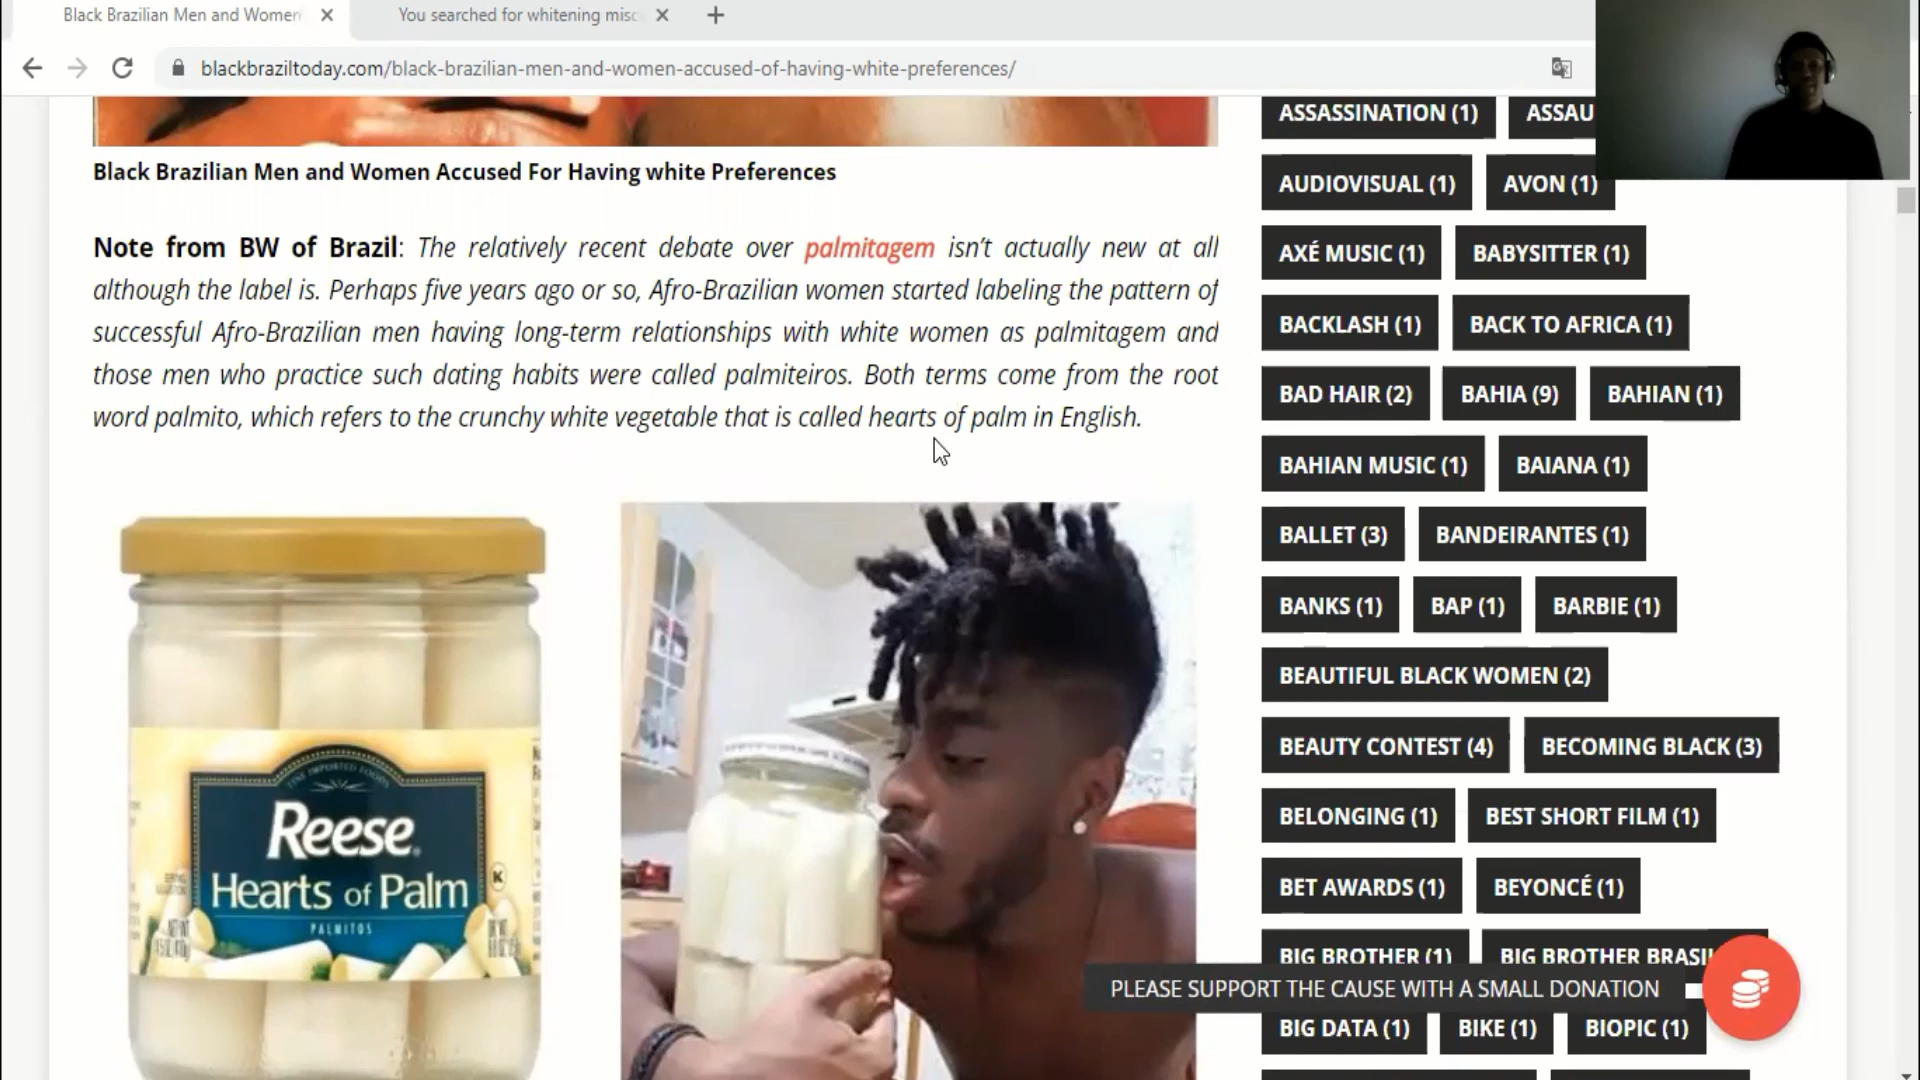 Black Brazilian Men and Women
You searched for whitening misc
blackbraziltoday.com/black-brazilian-men-and-women-accused-of-having-white-preferences/
Black Brazilian Men and Women Accused For Having white Preferences
Note from BW of Brazil: The relatively recent debate over palmitagem isn’t actually new at all
although the label is. Perhaps five years ago or so, Afro-Brazilian women started labeling the pattern of
successful Afro-Brazilian men having long-term relationships with white women as palmitagem and
those men who practice such dating habits were called palmiteiros. Both terms come from the root
word palmito, which refers to the crunchy white vegetable that is called hearts of palm in English.
FINE IMPORTED FOODS
Reese
Hearts of Palm
PALMITOS
K
ASSASSINATION (1) ASSAU
AUDIOVISUAL (1) AVON (1)
AXÉ MUSIC (1) BABYSITTER (1)
BACKLASH (1) BACK TO AFRICA (1)
BAD HAIR (2) BAHIA (9) BAHIAN (1)
BAHIAN MUSIC (1) BAIANA (1)
BALLET (3) BANDEIRANTES (1)
BANKS (1) BAP (1) BARBIE (1)
BEAUTIFUL BLACK WOMEN (2)
BEAUTY CONTEST (4) BECOMING BLACK (3)
BELONGING (1) BEST SHORT FILM (1)
BET AWARDS (1) BEYONCÉ (1)
BIG BROTHER (1) BIG BROTHER BRASI
PLEASE SUPPORT THE CAUSE WITH A SMALL DONATION
BIG DATA (1) BIKE (1) BIOPIC (1)